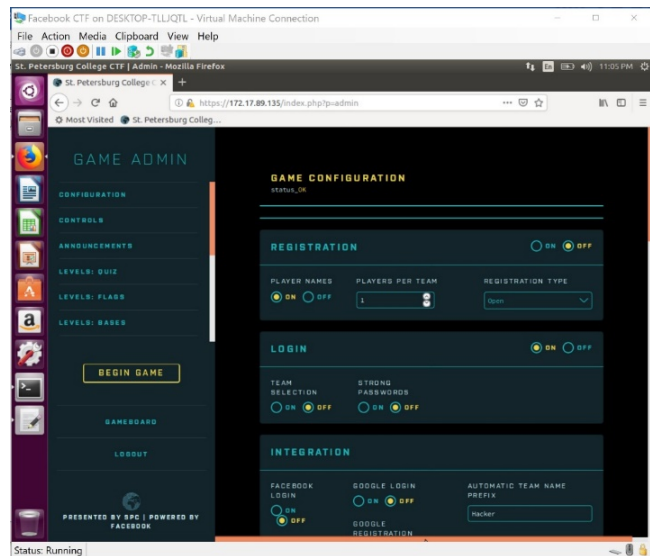 Facebook CTF on DESKTOP-TLLJQTL - Virtual Machine Connection
File Action Media Clipboard View Help
St. Petersburg College CTF | Admin - Mozilla Firefox
En
11:05 PM
St. Petersburg College C
https://172.17.89.135/index.php?p=admin
Most Visited
St. Petersburg Colleg...
GAME ADMIN
CONFIGURATION
CONTROLS
ANNOUNCEMENTS
LEVELS: QUIZ
LEVELS: FLAGS
LEVELS: BASES
BEGIN GAME
GAMEBOARD
LOGOUT
PRESENTED BY SPC | POWERED BY
FACEBOOK
GAME CONFIGURATION
status_OK
REGISTRATION
ON OFF
PLAYER NAMES
ON OFF
PLAYERS PER TEAM
1
REGISTRATION TYPE
Open
LOGIN
ON OFF
TEAM
SELECTION
ON OFF
STRONG
PASSWORDS
ON OFF
INTEGRATION
FACEBOOK
LOGIN
ON
OFF
GOOGLE LOGIN
ON OFF
GOOGLE
REGISTRATION
AUTOMATIC TEAM NAME
PREFIX
Hacker
Status: Running